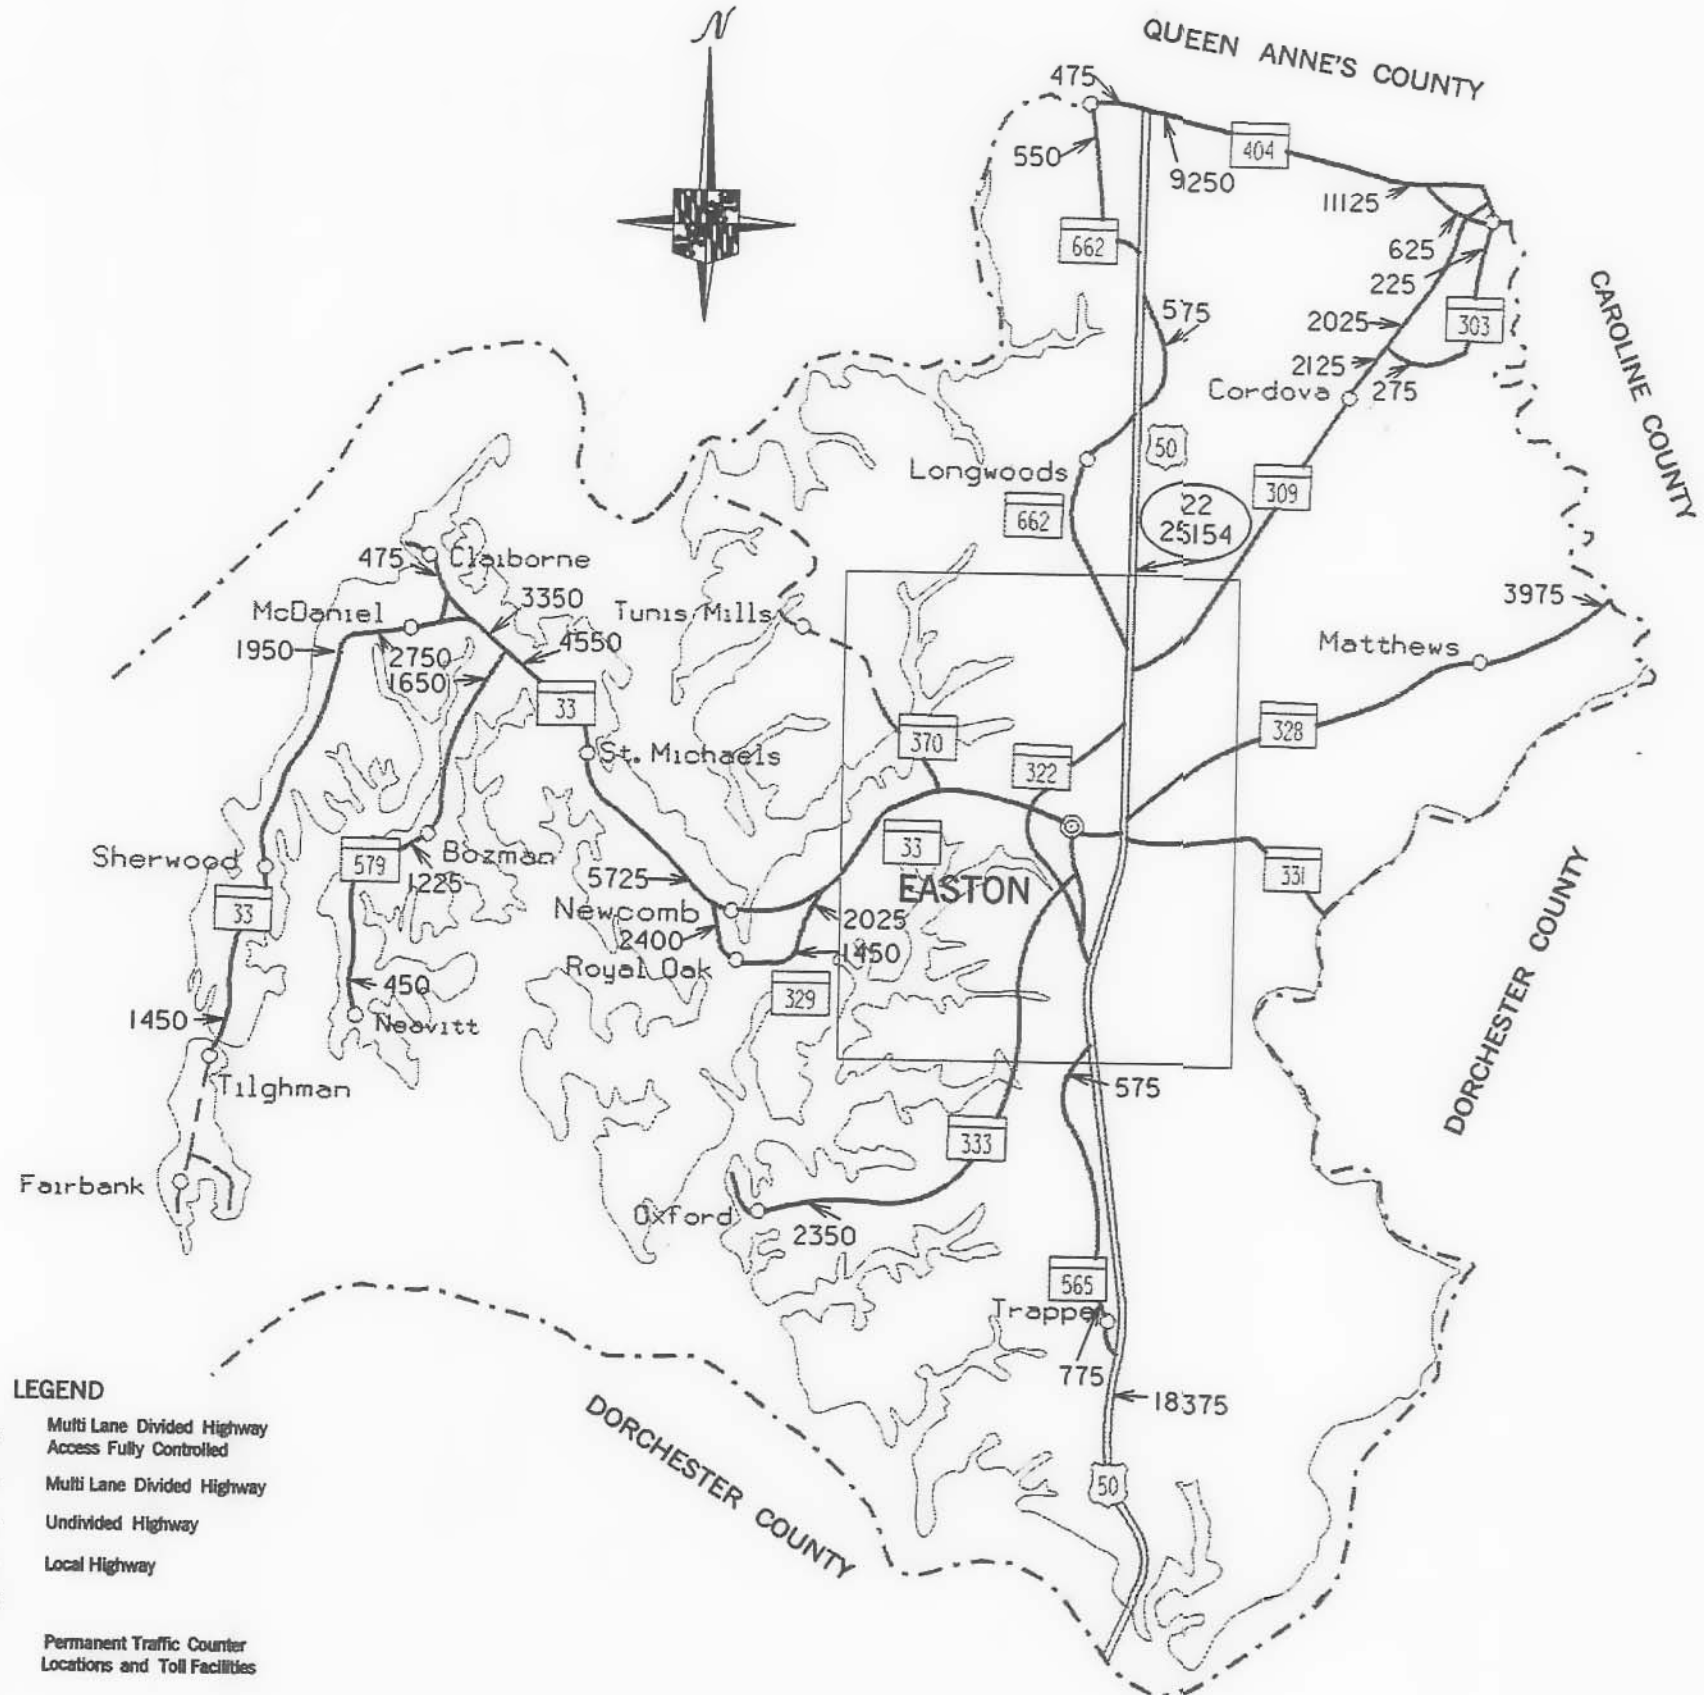 N
QUEEN ANNE'S COUNTY
475
550
404
9250
11125
662
625
225
303
575
2025
2125
Cordova
275
CAROLINE COUNTY
50
Longwoods
662
22
25154
309
475
Claiborne
3350
McDaniel
Tunis Mills
3975
1950
2750
4550
1650
Matthews
33
370
322
328
St. Michaels
33
Sherwood
579
Bozman
1225
5725
EASTON
331
33
Newcomb
2025
2400
1450
Royal Oak
329
450
Neavitt
1450
DORCHESTER COUNTY
Tilghman
575
333
Fairbank
Oxford
2350
565
Trappe
775
18375
50
DORCHESTER COUNTY
LEGEND
Multi Lane Divided Highway
Access Fully Controlled
Multi Lane Divided Highway
Undivided Highway
Local Highway
Permanent Traffic Counter
Locations and Toll Facilities